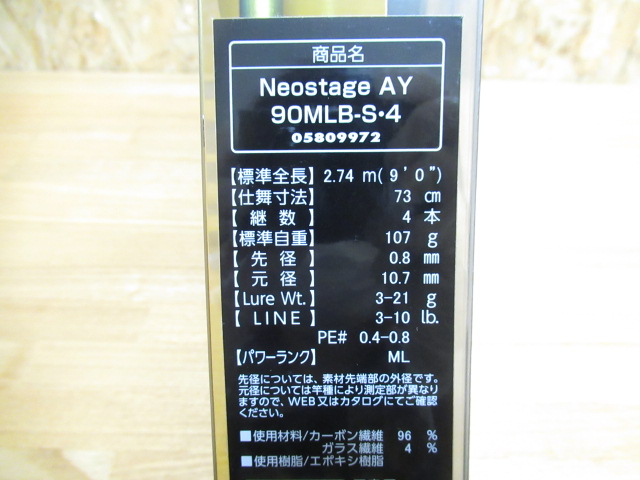 商品名
Neostage AY
90MLB-S・4
05809972
【標準全長】 2.74 m( 9'0")
【仕舞寸法】 73 cm
【継数】 4 本
【標準自重】 107 g
【先径】 0.8 mm
【元径】 10.7 mm
【Lure Wt.】 3-21 g
【LINE】 3-10 lb.
PE# 0.4-0.8
【パワーランク】 ML
先径については、素材先端部の外径です。
元径については竿種により測定部が異なり
ますので、WEB又はカタログにてご確認
ください。
■使用材料/カーボン繊維 96 %
ガラス繊維 4 %
■使用樹脂/エポキシ樹脂